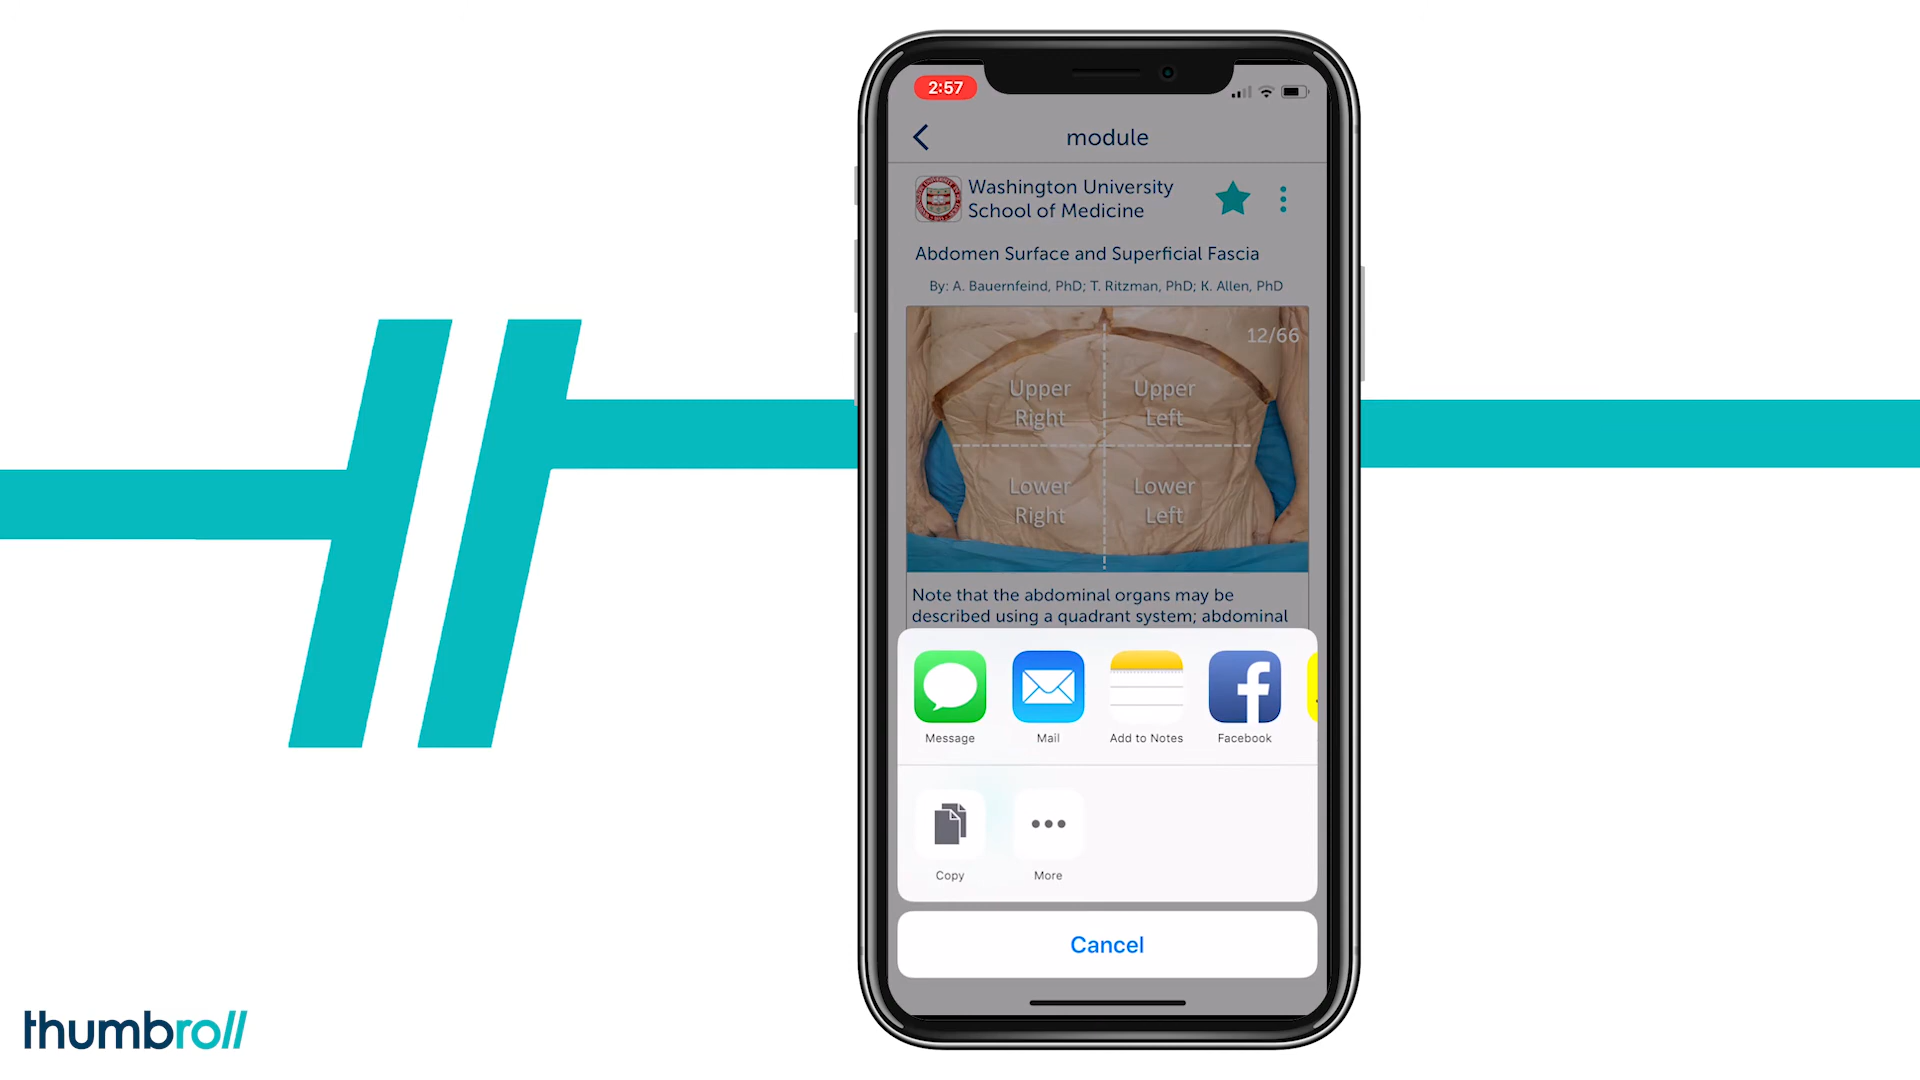 2:57
module
Washington University
School of Medicine
Abdomen Surface and Superficial Fascia
By: A. Bauernfeind, PhD; T. Ritzman, PhD; K. Allen, PhD
12/66
Upper
Right
Upper
Left
Lower
Right
Lower
Left
Note that the abdominal organs may be
described using a quadrant system; abdominal
Message
Mail
Add to Notes
Facebook
Copy
More
Cancel
thumbroll